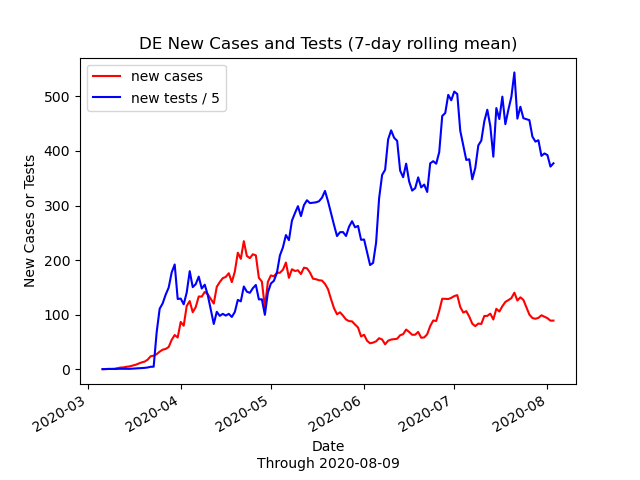 DE New Cases and Tests (7-day rolling mean)
new cases
new tests / 5
New Cases or Tests
500
400
300
200
100
0
2020-03
2020-04
2020-05
2020-06
2020-07
2020-08
Date
Through 2020-08-09